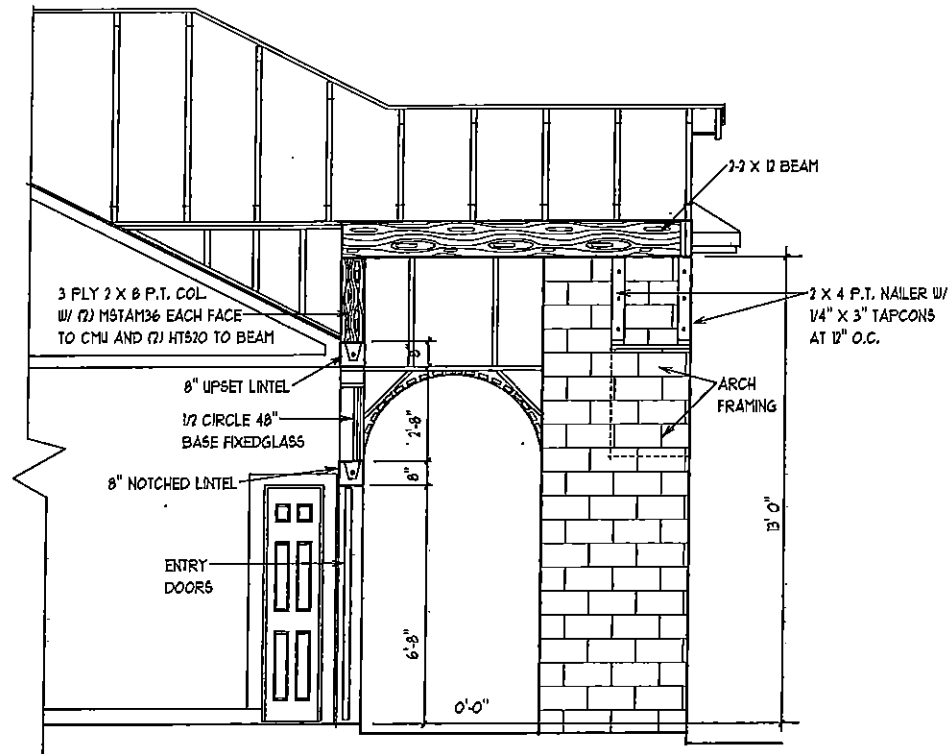 2-2 X 12 BEAM
3 PLY 2 X 8 P.T. COL.
W/ (2) MSTAM36 EACH FACE
TO CMU AND (2) HTS20 TO BEAM
2 X 4 P.T. NAILER W/
1/4" X 3" TAPCONS
AT 12" O.C.
8" UPSET LINTEL
ARCH
FRAMING
1/2 CIRCLE 48"
BASE FIXEDGLASS
2'-8"
8" NOTCHED LINTEL
8"
13' 0"
ENTRY
DOORS
6'-8"
0'-0"